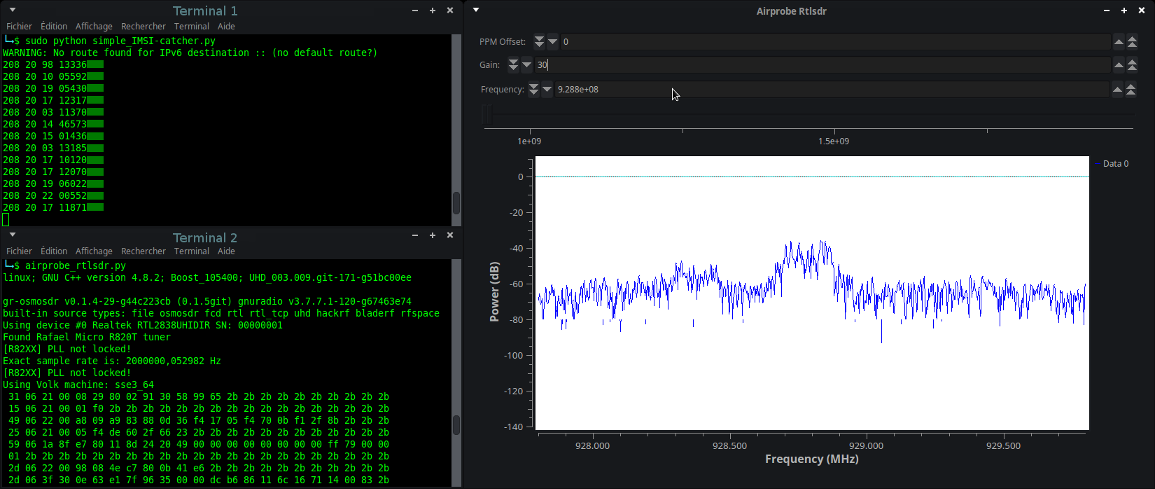 Terminal 1
Fichier Édition Affichage Rechercher Terminal Aide
└→$ sudo python simple_IMSI-catcher.py
WARNING: No route found for IPv6 destination :: (no default route?)
208 20 98 13336
208 20 10 05592
208 20 19 05430
208 20 17 12317
208 20 03 11370
208 20 14 46573
208 20 15 01436
208 20 03 13185
208 20 17 10120
208 20 17 12070
208 20 19 06022
208 20 22 00552
208 20 17 11871
Terminal 2
Fichier Édition Affichage Rechercher Terminal Aide
└→$ airprobe_rtlsdr.py
linux; GNU C++ version 4.8.2; Boost_105400; UHD_003.009.git-171-g51bc00ee
gr-osmosdr v0.1.4-29-g44c223cb (0.1.5git) gnuradio v3.7.7.1-120-g67463e74
built-in source types: file osmosdr fcd rtl rtl_tcp uhd hackrf bladerf rfspace
Using device #0 Realtek RTL2838UHIDIR SN: 00000001
Found Rafael Micro R820T tuner
[R82XX] PLL not locked!
Exact sample rate is: 2000000,052982 Hz
[R82XX] PLL not locked!
Using Volk machine: sse3_64
31 06 21 00 08 29 80 02 91 30 58 99 65 2b 2b 2b 2b 2b 2b 2b 2b 2b 2b
15 06 21 00 01 f0 2b 2b 2b 2b 2b 2b 2b 2b 2b 2b 2b 2b 2b 2b 2b 2b 2b
49 06 22 00 a8 09 a9 83 88 0d 36 f4 17 05 f4 70 0b f1 2f 8b 2b 2b 2b
25 06 21 00 05 f4 de 60 2f 66 23 2b 2b 2b 2b 2b 2b 2b 2b 2b 2b 2b 2b
59 06 1a 8f e7 80 11 8d 24 20 49 00 00 00 00 00 00 00 00 ff 79 00 00
01 2b 2b 2b 2b 2b 2b 2b 2b 2b 2b 2b 2b 2b 2b 2b 2b 2b 2b 2b 2b 2b 2b
2d 06 22 00 98 08 4e c7 80 0b 41 e6 2b 2b 2b 2b 2b 2b 2b 2b 2b 2b 2b
2d 06 3f 30 0e 63 e1 7f 96 35 00 00 dc b6 86 11 6c 16 71 14 00 83 2b
Airprobe Rtlsdr
PPM Offset: 0
Gain: 30
Frequency: 9.288e+08
1e+09 1.5e+09
Data 0
0
-20
-40
-60
-80
-100
-120
-140
Power (dB)
928.000 928.500 929.000 929.500
Frequency (MHz)